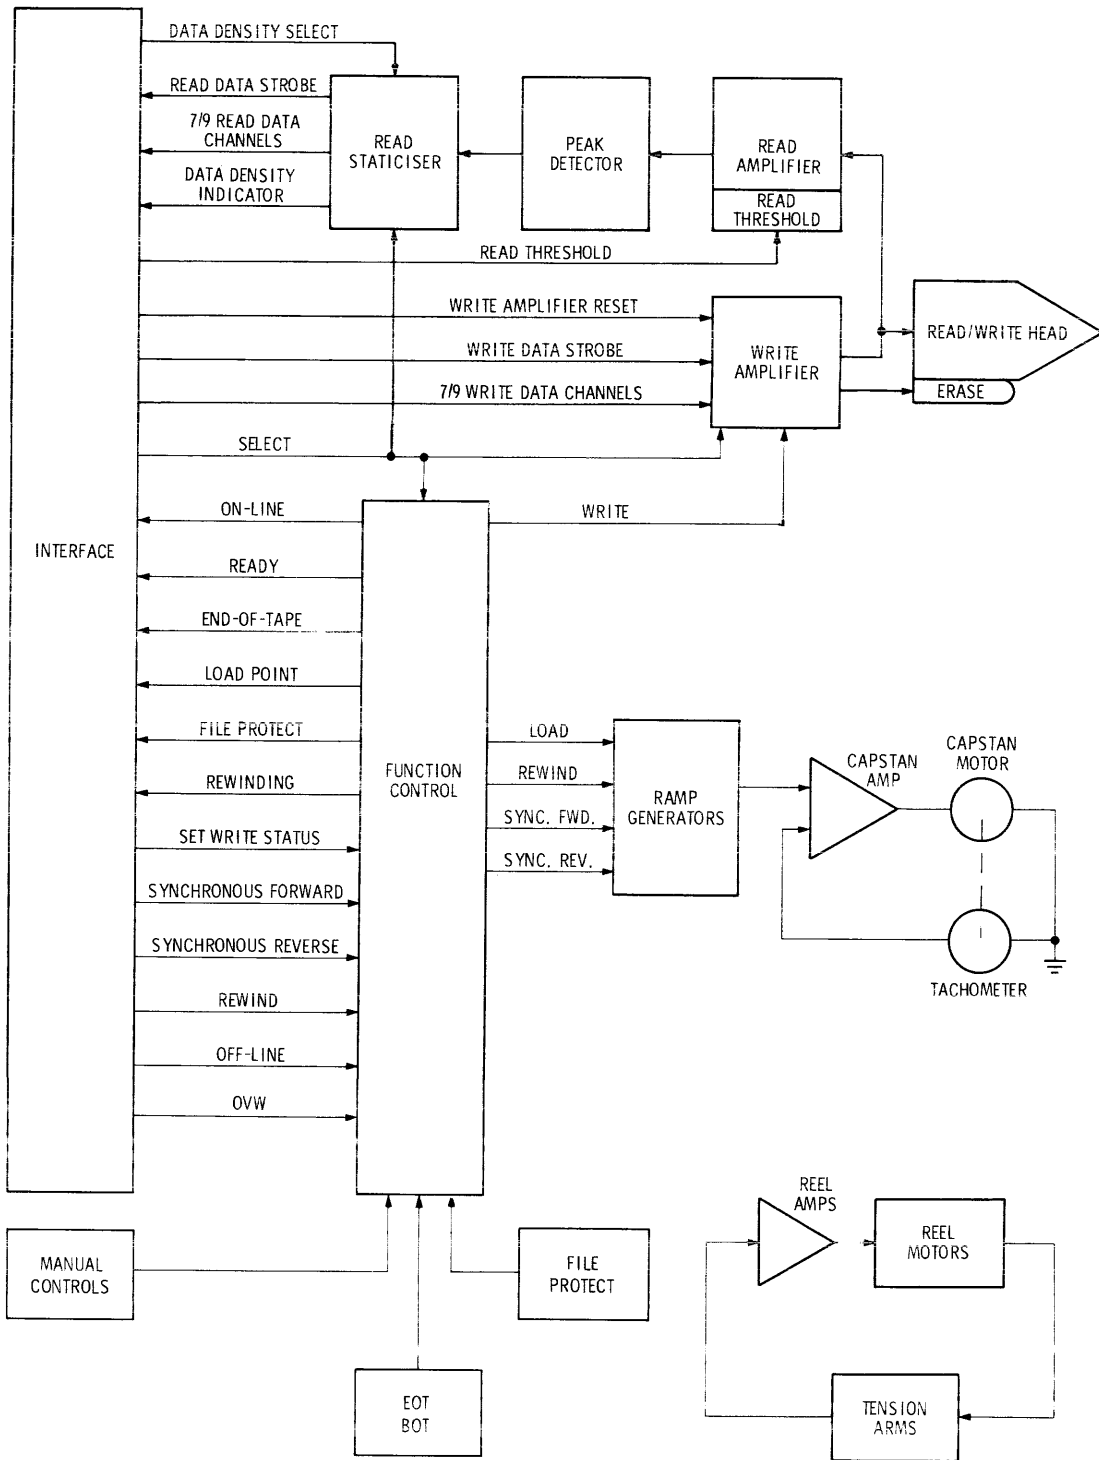 DATA DENSITY SELECT
READ DATA STROBE
7/9 READ DATA
CHANNELS
DATA DENSITY
INDICATOR
READ
STATICISER
PEAK
DETECTOR
READ
AMPLIFIER
READ
THRESHOLD
READ THRESHOLD
WRITE AMPLIFIER RESET
WRITE DATA STROBE
7/9 WRITE DATA CHANNELS
WRITE
AMPLIFIER
READ/WRITE HEAD
ERASE
SELECT
ON-LINE
WRITE
INTERFACE
READY
END-OF-TAPE
LOAD POINT
FILE PROTECT
REWINDING
SET WRITE STATUS
SYNCHRONOUS FORWARD
SYNCHRONOUS REVERSE
REWIND
OFF-LINE
OVW
FUNCTION
CONTROL
LOAD
REWIND
SYNC. FWD.
SYNC. REV.
RAMP
GENERATORS
CAPSTAN
AMP
CAPSTAN
MOTOR
TACHOMETER
MANUAL
CONTROLS
FILE
PROTECT
EOT
BOT
REEL
AMPS
REEL
MOTORS
TENSION
ARMS